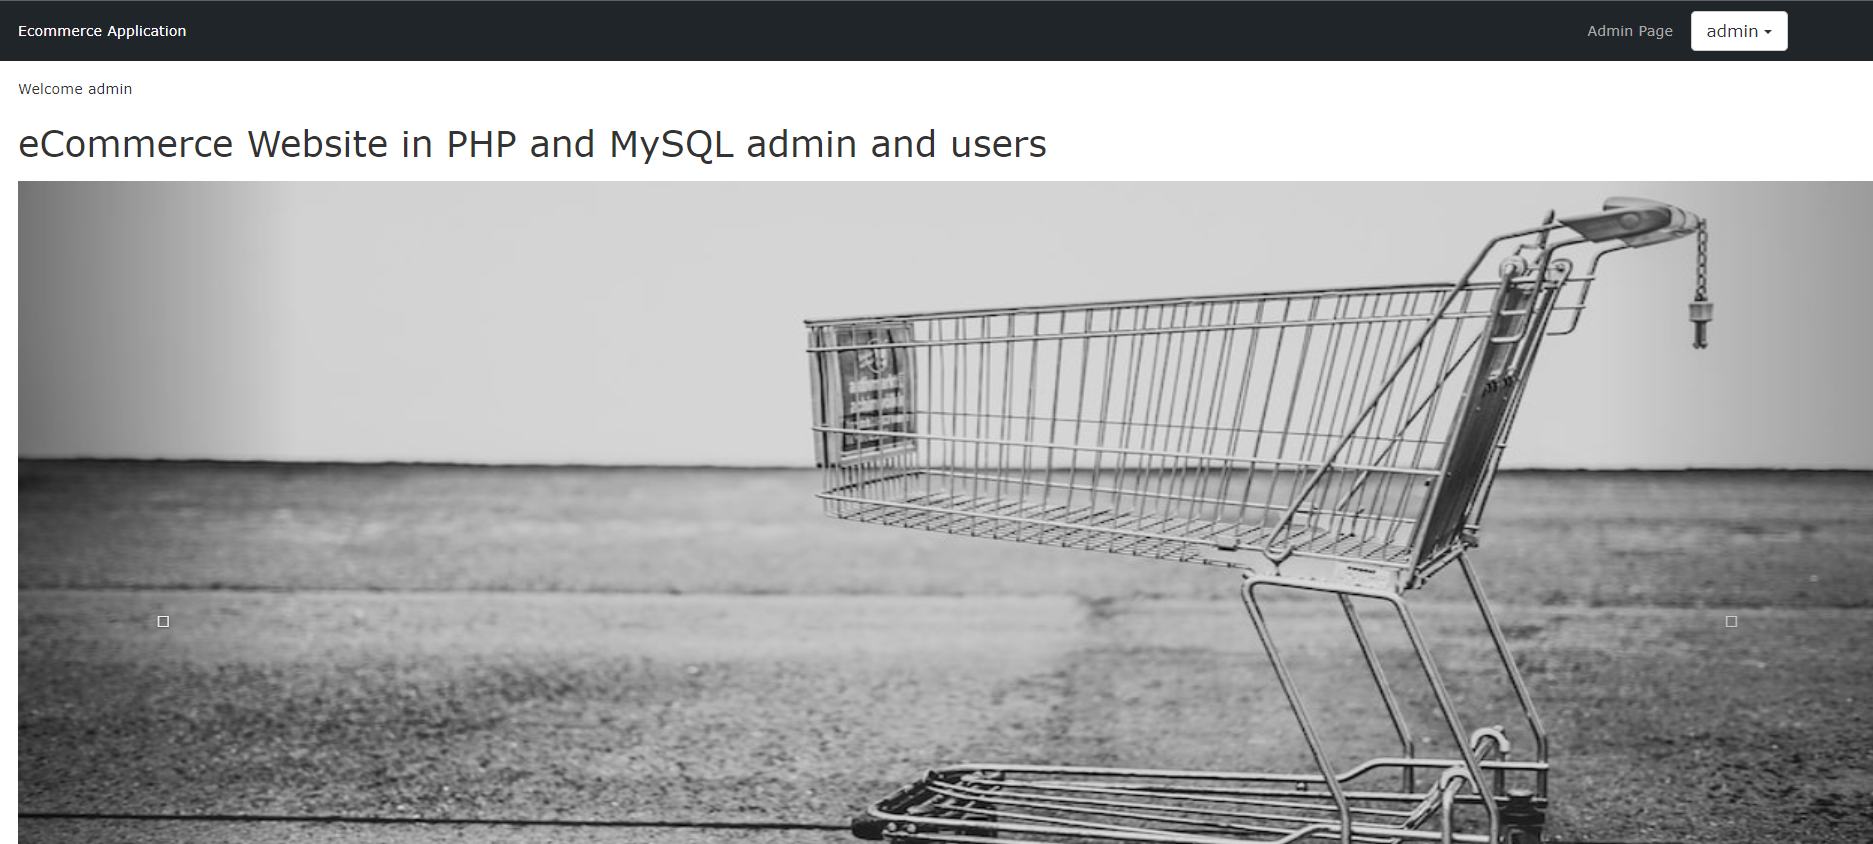 Ecommerce Application
Admin Page
admin
Welcome admin
eCommerce Website in PHP and MySQL admin and users